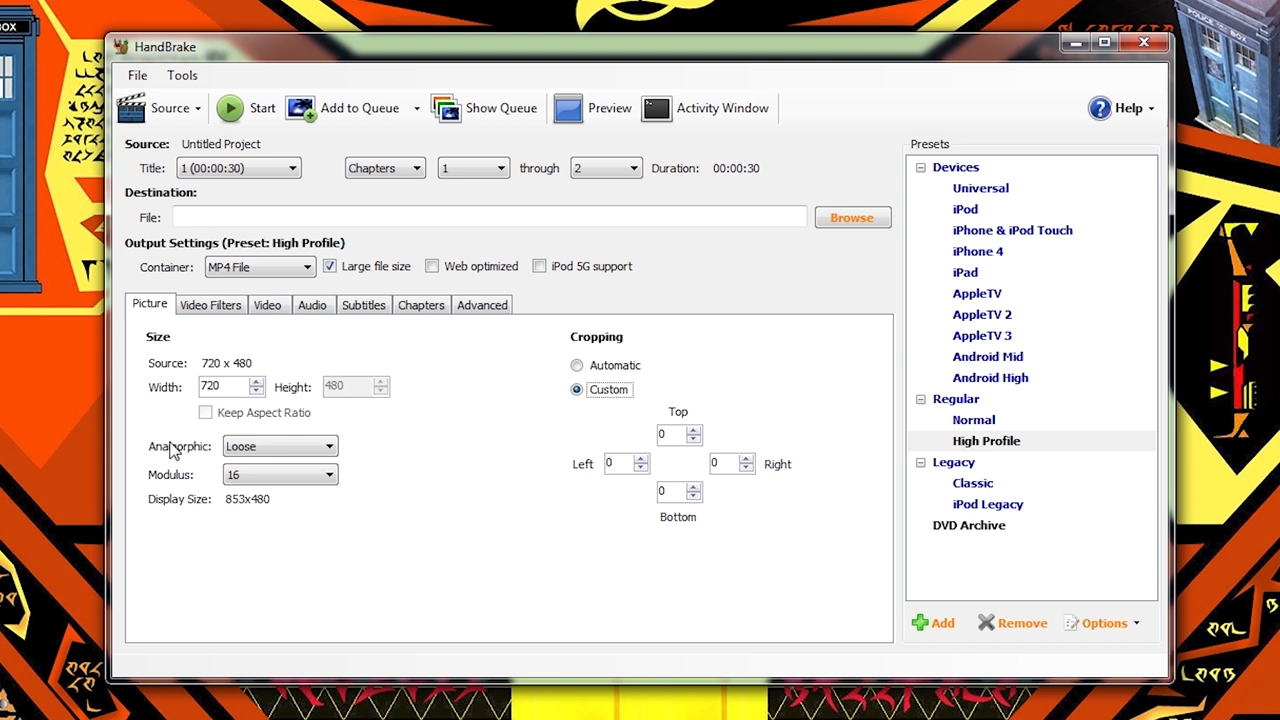 HandBrake
File Tools
Source Start Add to Queue Show Queue Preview Activity Window Help
Source: Untitled Project
Title: 1 (00:00:30) Chapters 1 through 2 Duration: 00:00:30
Destination:
File: Browse
Output Settings (Preset: High Profile)
Container: MP4 File Large file size Web optimized iPod 5G support
Picture Video Filters Video Audio Subtitles Chapters Advanced
Size
Source: 720 x 480
Width: 720 Height: 480
Keep Aspect Ratio
Anamorphic: Loose
Modulus: 16
Display Size: 853x480
Cropping
Automatic
Custom
Top
0
Left 0 0 Right
0
Bottom
Presets
Devices
Universal
iPod
iPhone & iPod Touch
iPhone 4
iPad
AppleTV
AppleTV 2
AppleTV 3
Android Mid
Android High
Regular
Normal
High Profile
Legacy
Classic
iPod Legacy
DVD Archive
Add Remove Options
BOX